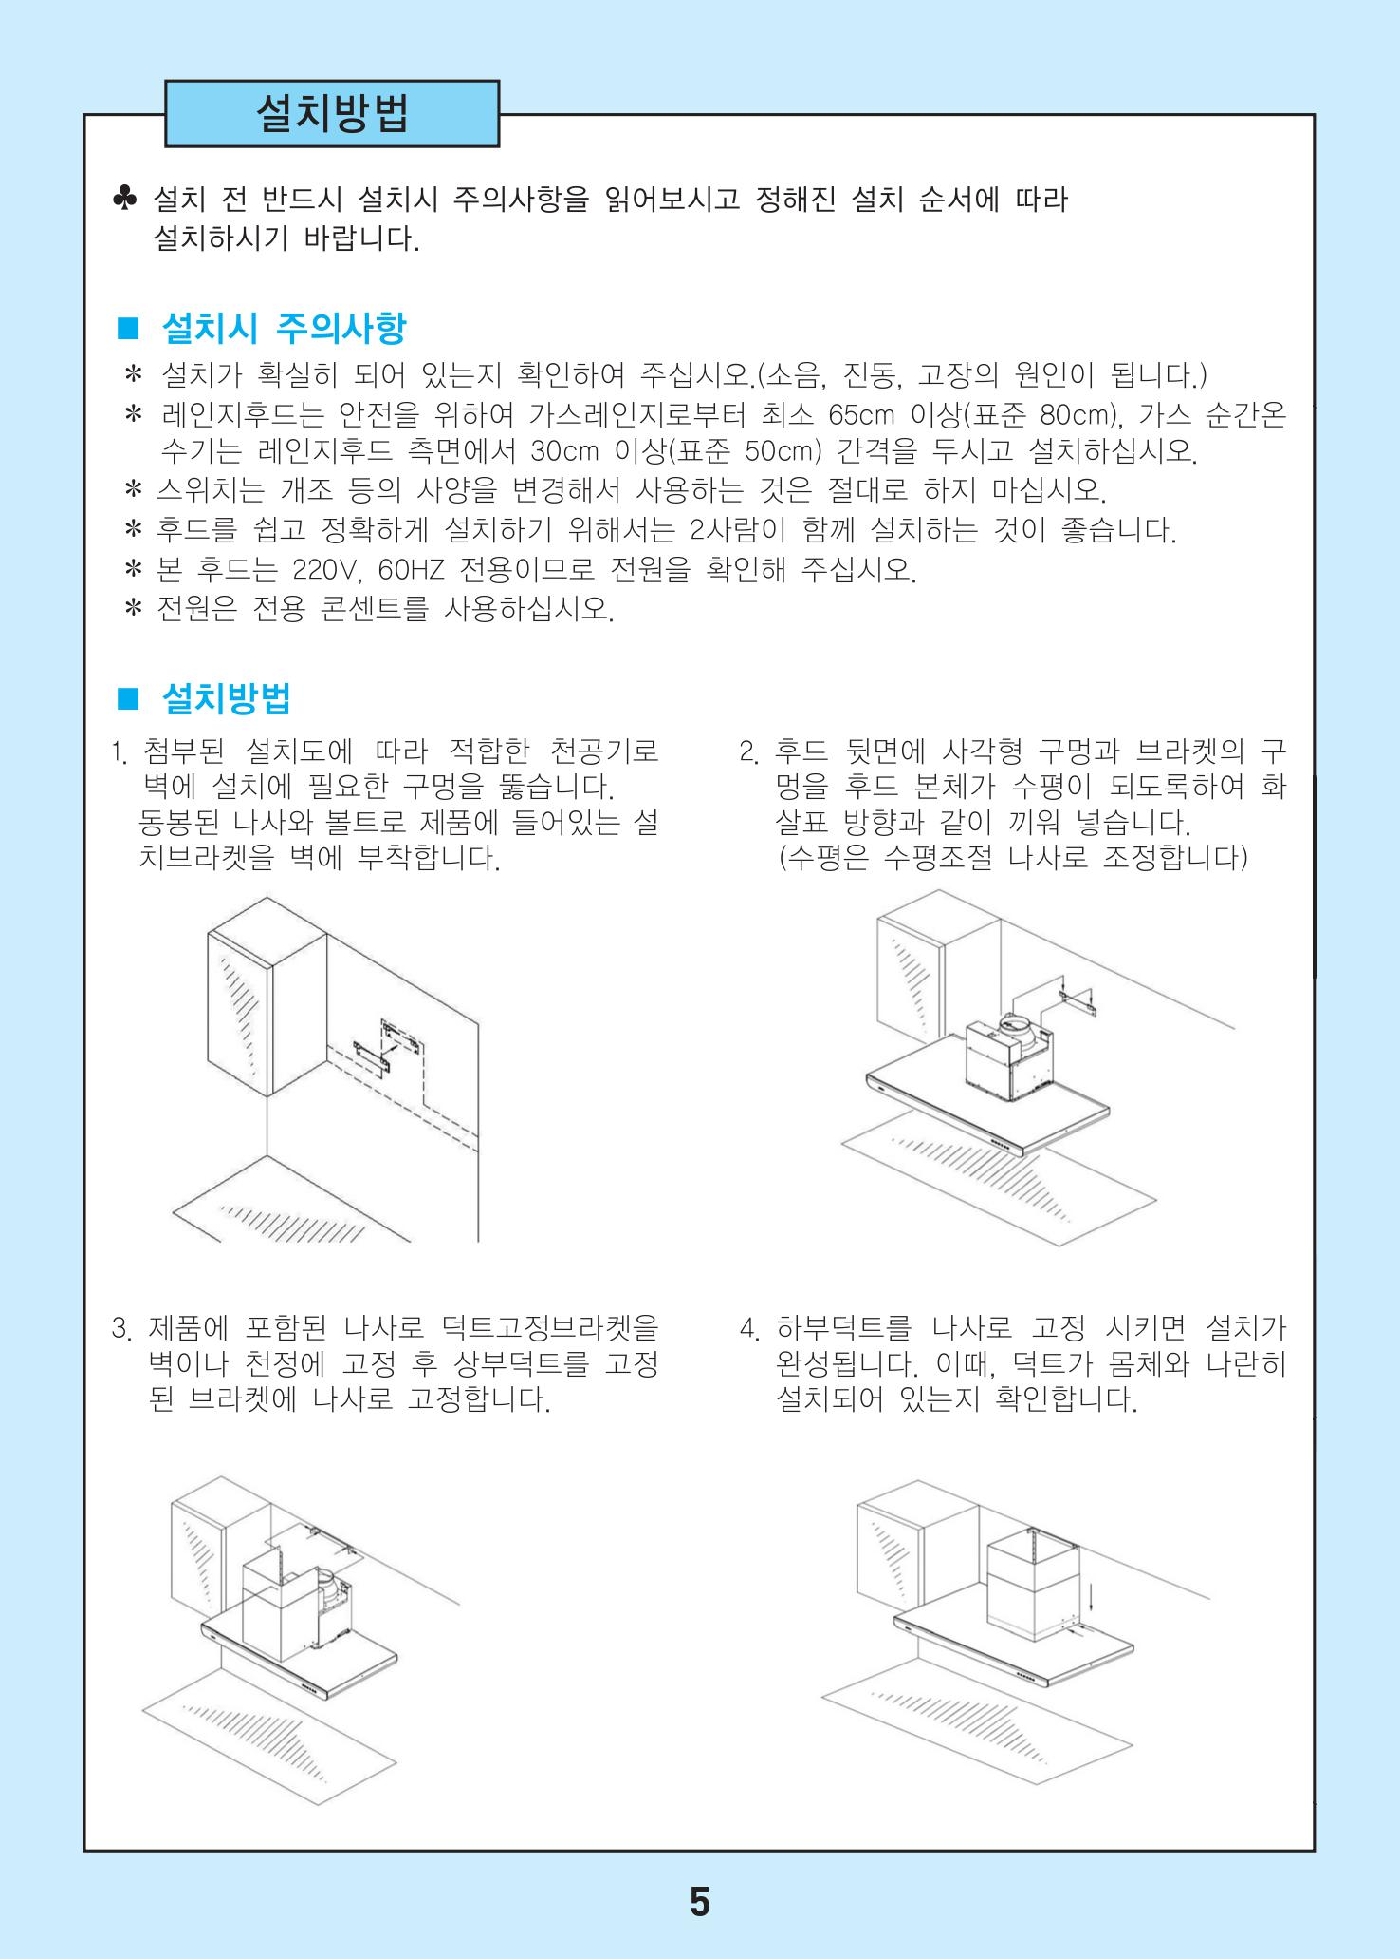 설치방법
♣ 설치 전 반드시 설치시 주의사항을 읽어보시고 정해진 설치 순서에 따라
설치하시기 바랍니다.
■ 설치시 주의사항
* 설치가 확실히 되어 있는지 확인하여 주십시오.(소음, 진동, 고장의 원인이 됩니다.)
* 레인지후드는 안전을 위하여 가스레인지로부터 최소 65cm 이상(표준 80cm), 가스 순간온
수기는 레인지후드 측면에서 30cm 이상(표준 50cm) 간격을 두시고 설치하십시오.
* 스위치는 개조 등의 사양을 변경해서 사용하는 것은 절대로 하지 마십시오.
* 후드를 쉽고 정확하게 설치하기 위해서는 2사람이 함께 설치하는 것이 좋습니다.
* 본 후드는 220V, 60HZ 전용이므로 전원을 확인해 주십시오.
* 전원은 전용 콘센트를 사용하십시오.
■ 설치방법
1. 첨부된 설치도에 따라 적합한 천공기로
벽에 설치에 필요한 구멍을 뚫습니다.
동봉된 나사와 볼트로 제품에 들어있는 설
치브라켓을 벽에 부착합니다.
2. 후드 뒷면에 사각형 구멍과 브라켓의 구
멍을 후드 본체가 수평이 되도록하여 화
살표 방향과 같이 끼워 넣습니다.
(수평은 수평조절 나사로 조정합니다)
3. 제품에 포함된 나사로 덕트고정브라켓을
벽이나 천정에 고정 후 상부덕트를 고정
된 브라켓에 나사로 고정합니다.
4. 하부덕트를 나사로 고정 시키면 설치가
완성됩니다. 이때, 덕트가 몸체와 나란히
설치되어 있는지 확인합니다.
5